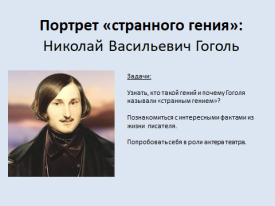 Портрет «странного гения»:
Николай Васильевич Гоголь
Задачи:
Узнать, кто такой гений и почему Гоголя
называли «странным гением»?
Познакомиться с интересными фактами из
жизни писателя.
Попробовать себя в роли актера театра.